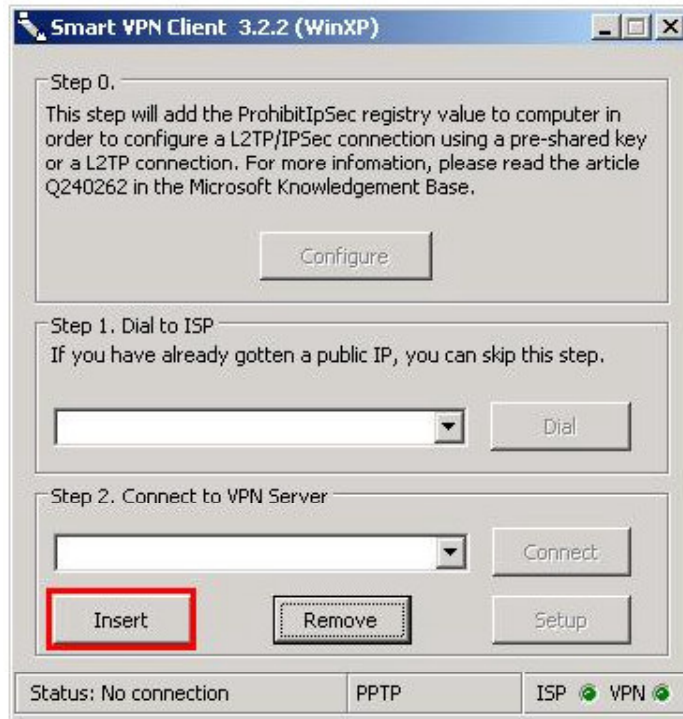 Smart VPN Client 3.2.2 (WinXP)
Step 0.
This step will add the ProhibitIpSec registry value to computer in
order to configure a L2TP/IPSec connection using a pre-shared key
or a L2TP connection. For more infomation, please read the article
Q240262 in the Microsoft Knowledgement Base.
Configure
Step 1. Dial to ISP
If you have already gotten a public IP, you can skip this step.
Dial
Step 2. Connect to VPN Server
Connect
Insert Remove Setup
Status: No connection PPTP ISP VPN